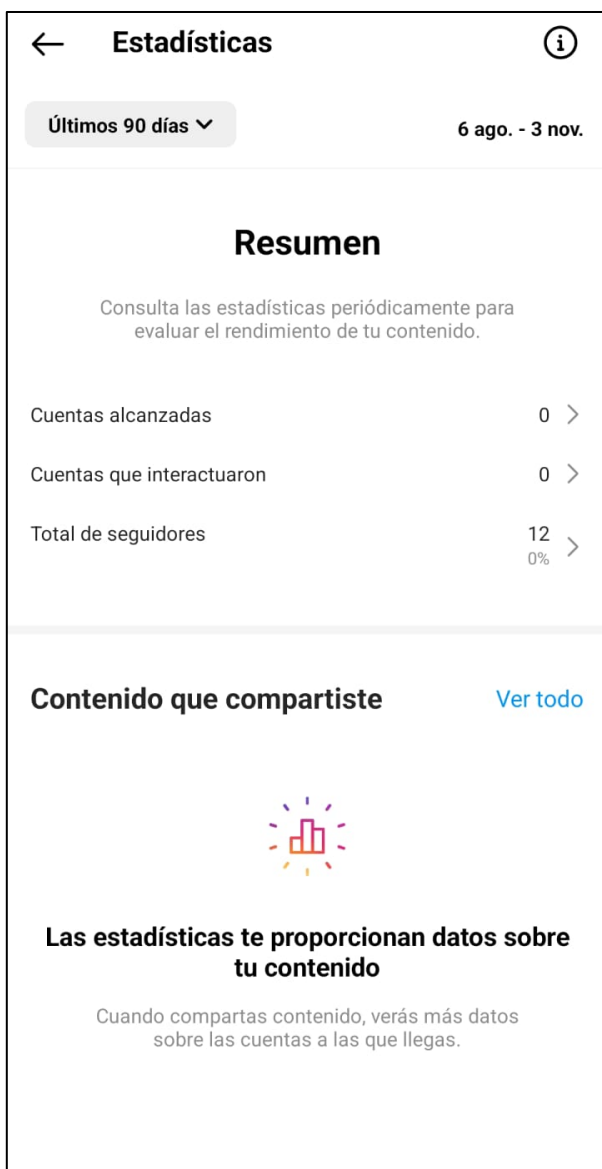 Estadísticas
Últimos 90 días
6 ago. - 3 nov.
Resumen
Consulta las estadísticas periódicamente para
evaluar el rendimiento de tu contenido.
Cuentas alcanzadas 0
Cuentas que interactuaron 0
Total de seguidores 12
0%
Contenido que compartiste Ver todo
Las estadísticas te proporcionan datos sobre
tu contenido
Cuando compartas contenido, verás más datos
sobre las cuentas a las que llegas.